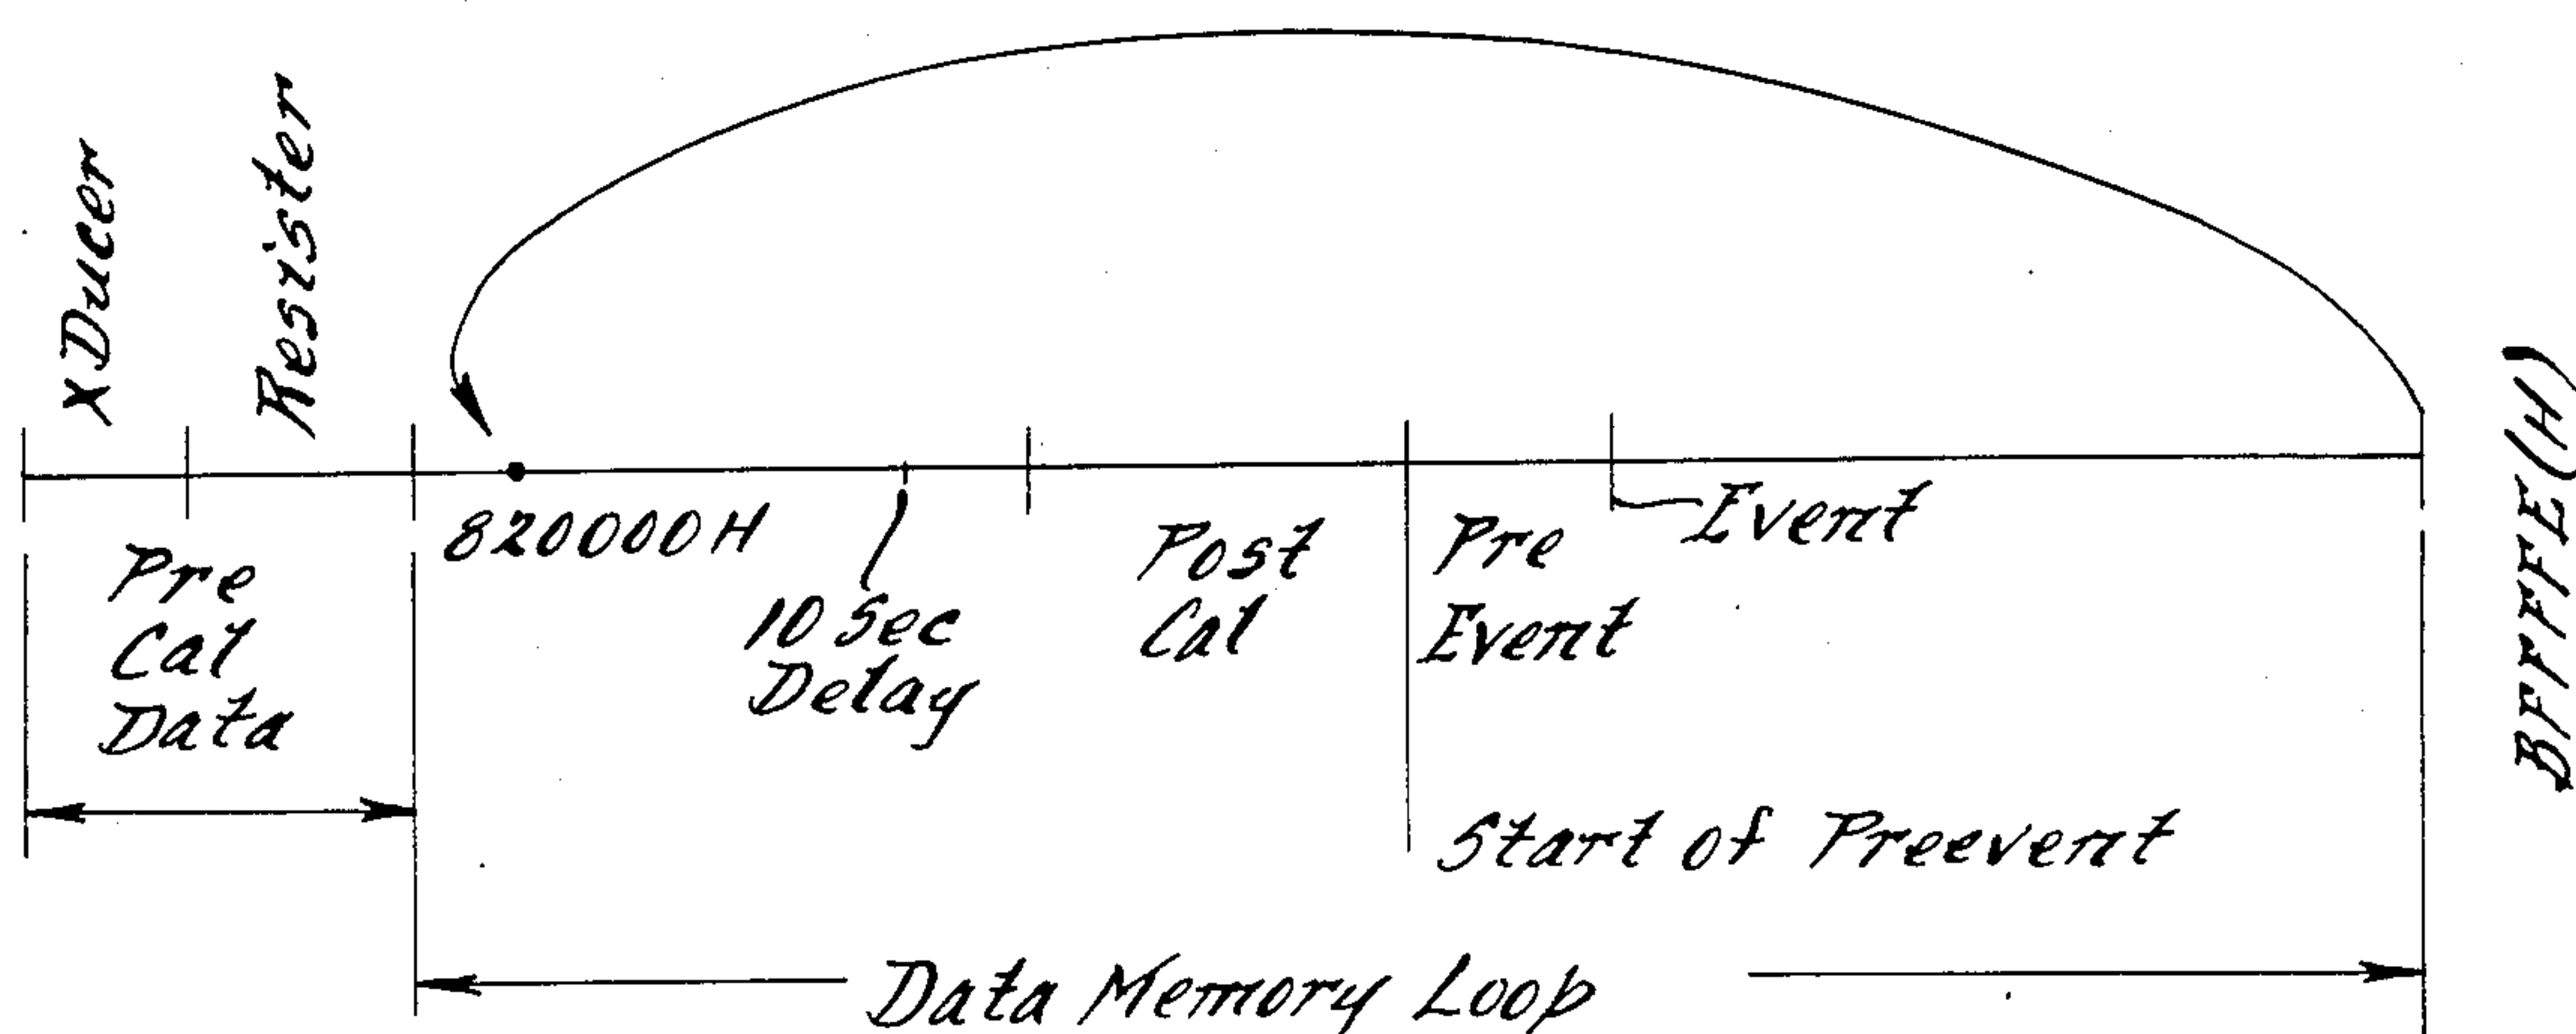 XDucer
Resister
820000H
Event
BFFFFE(H)
Pre
Cal
Data
10 Sec
Delay
Post
Cal
Pre
Event
Start of Preevent
Data Memory Loop